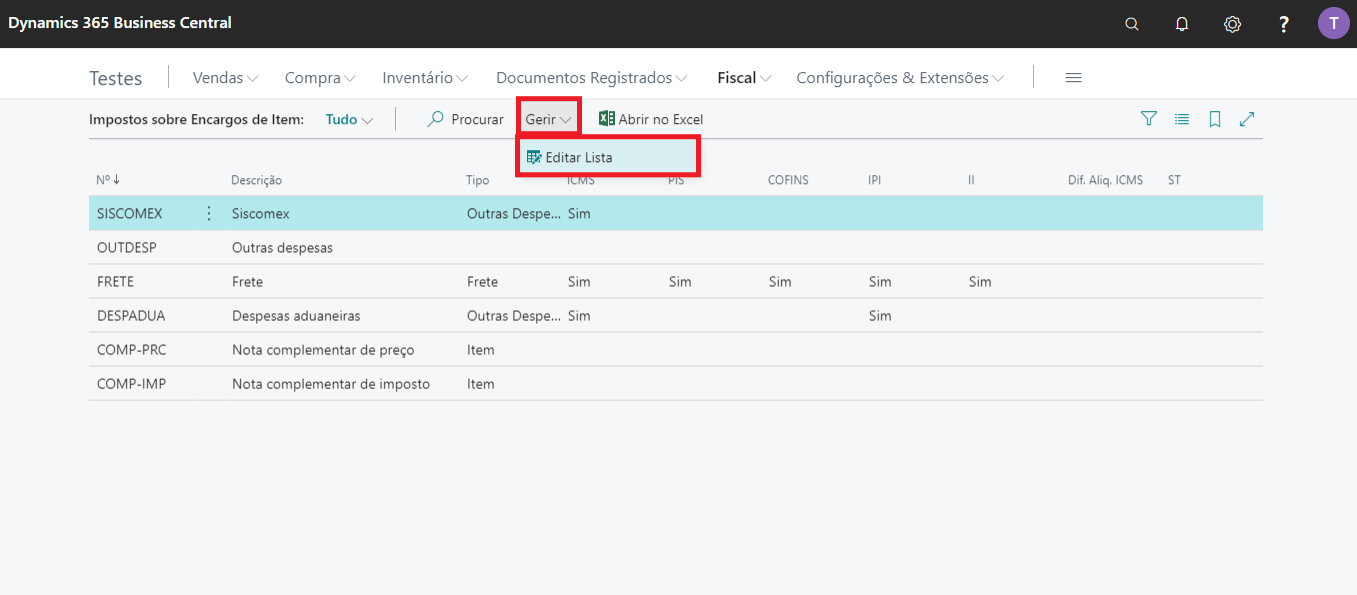 Dynamics 365 Business Central ? T
Testes Vendas Compra Inventário Documentos Registrados Fiscal Configurações & Extensões
Impostos sobre Encargos de Item: Tudo Procurar Gerir Abrir no Excel
Editar Lista
Nº ↓ Descrição Tipo ICMS PIS COFINS IPI II Dif. Aliq. ICMS ST
SISCOMEX Siscomex Outras Despe... Sim
OUTDESP Outras despesas
FRETE Frete Frete Sim Sim Sim Sim Sim
DESPADUA Despesas aduaneiras Outras Despe... Sim Sim
COMP-PRC Nota complementar de preço Item
COMP-IMP Nota complementar de imposto Item